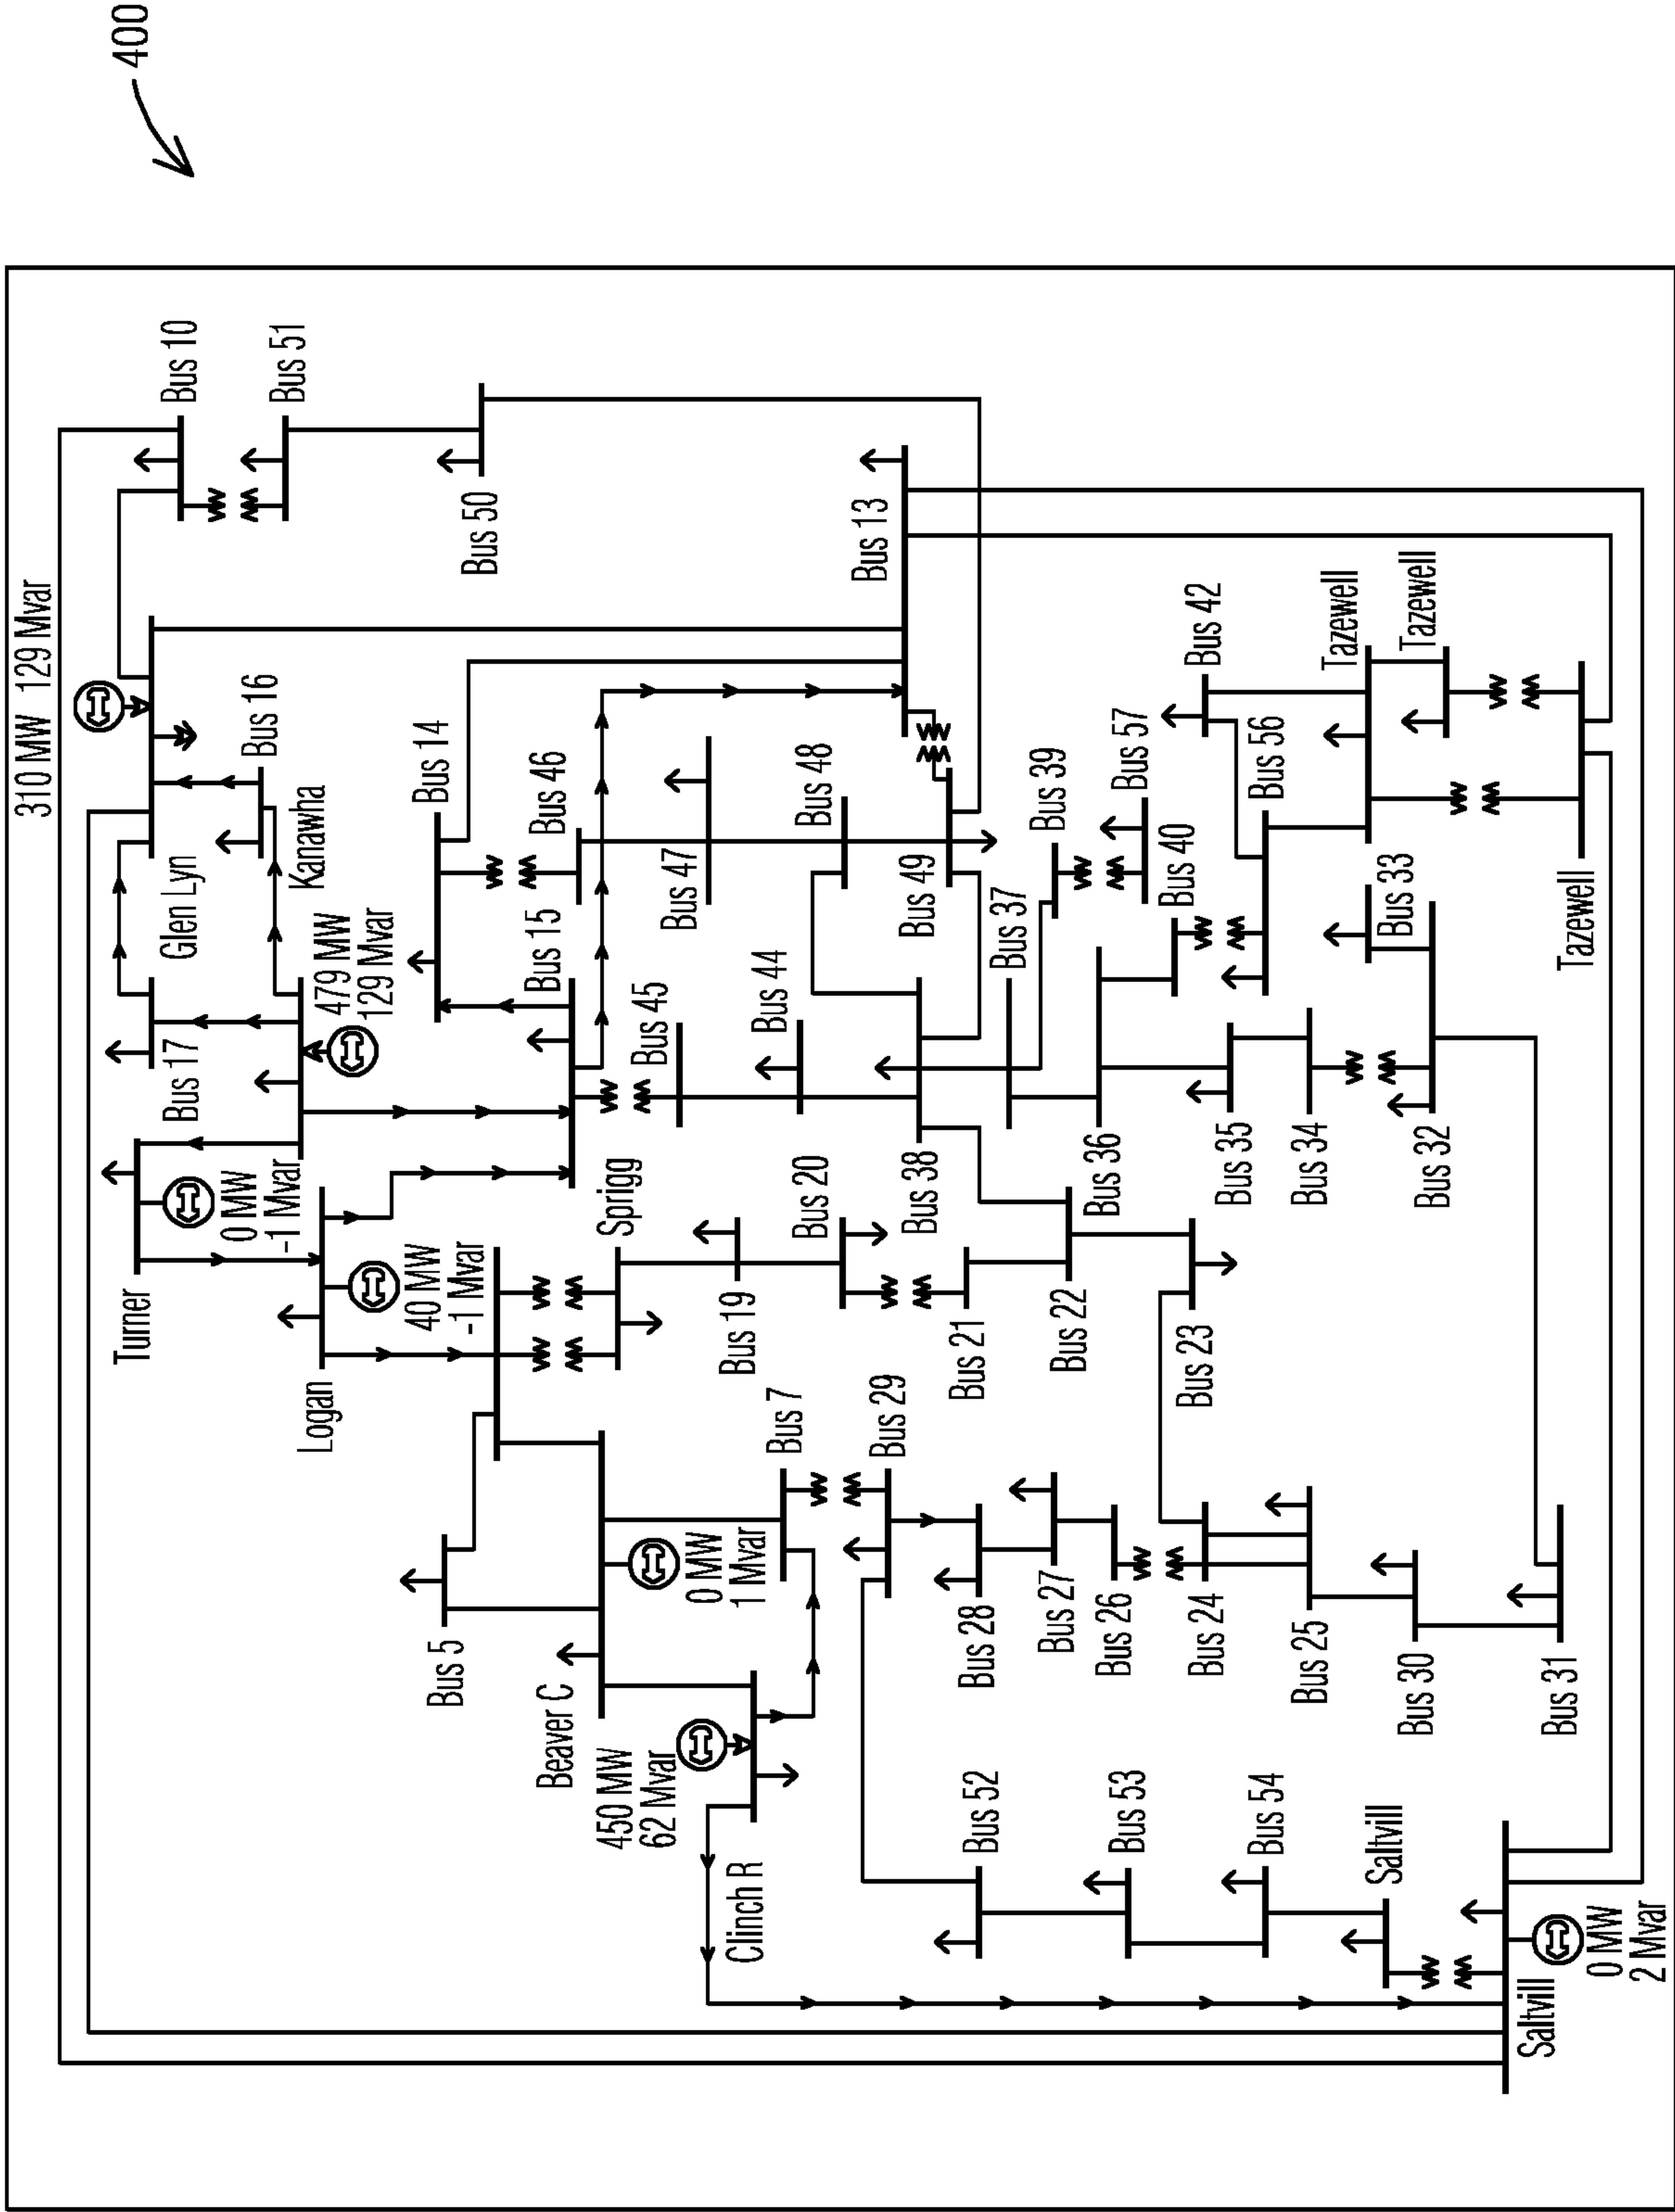 400
310 MW 129 Mvar
Bus 10
Bus 51
Bus 16
Glen Lyn
Kanawha
479 MW
129 Mvar
Bus 17
Turner
0 MW
-1 Mvar
Logan
40 MW
-1 Mvar
Bus 50
Bus 14
Bus 46
Bus 15
Bus 45
Sprigg
Bus 5
Beaver C
450 MW
62 Mvar
0 MW
1 Mvar
Bus 7
Clinch R
Bus 13
Bus 47
Bus 48
Bus 44
Bus 49
Bus 19
Bus 20
Bus 38
Bus 29
Bus 21
Bus 37
Bus 39
Bus 22
Bus 36
Bus 52
Bus 28
Bus 27
Bus 26
Bus 57
Bus 40
Bus 42
Bus 23
Bus 53
Bus 24
Bus 35
Bus 56
Bus 54
Bus 25
Bus 34
Tazewell
Bus 33
Saltvill
Bus 30
Bus 32
Tazewell
Saltvill
0 MW
2 Mvar
Bus 31
Tazewell